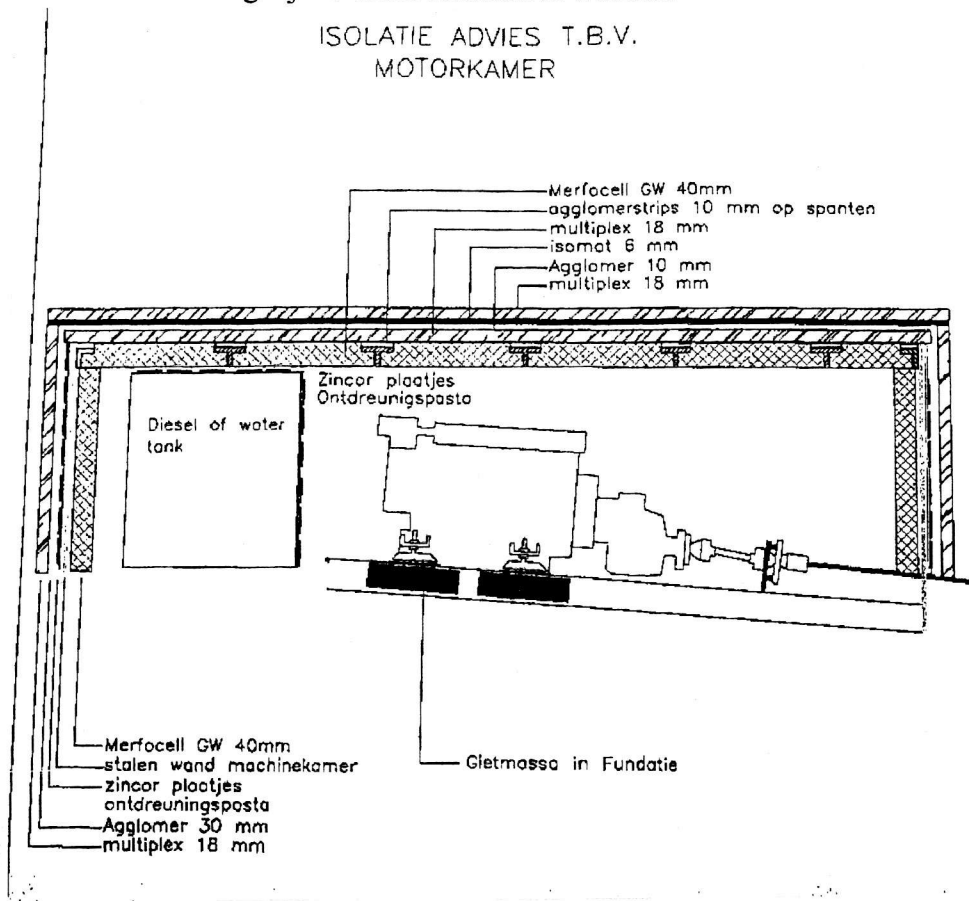 ISOLATIE ADVIES T.B.V.
MOTORKAMER
Merfocell GW 40mm
agglomerstrips 10 mm op spanten
multiplex 18 mm
isomat 6 mm
Agglomer 10 mm
multiplex 18 mm
Zincor plaatjes
Ontdreunigspasta
Diesel of water
tank
Merfocell GW 40mm
stalen wand machinekamer
zincor plaatjes
ontdreuningspasta
Agglomer 30 mm
multiplex 18 mm
Gietmassa in Fundatie